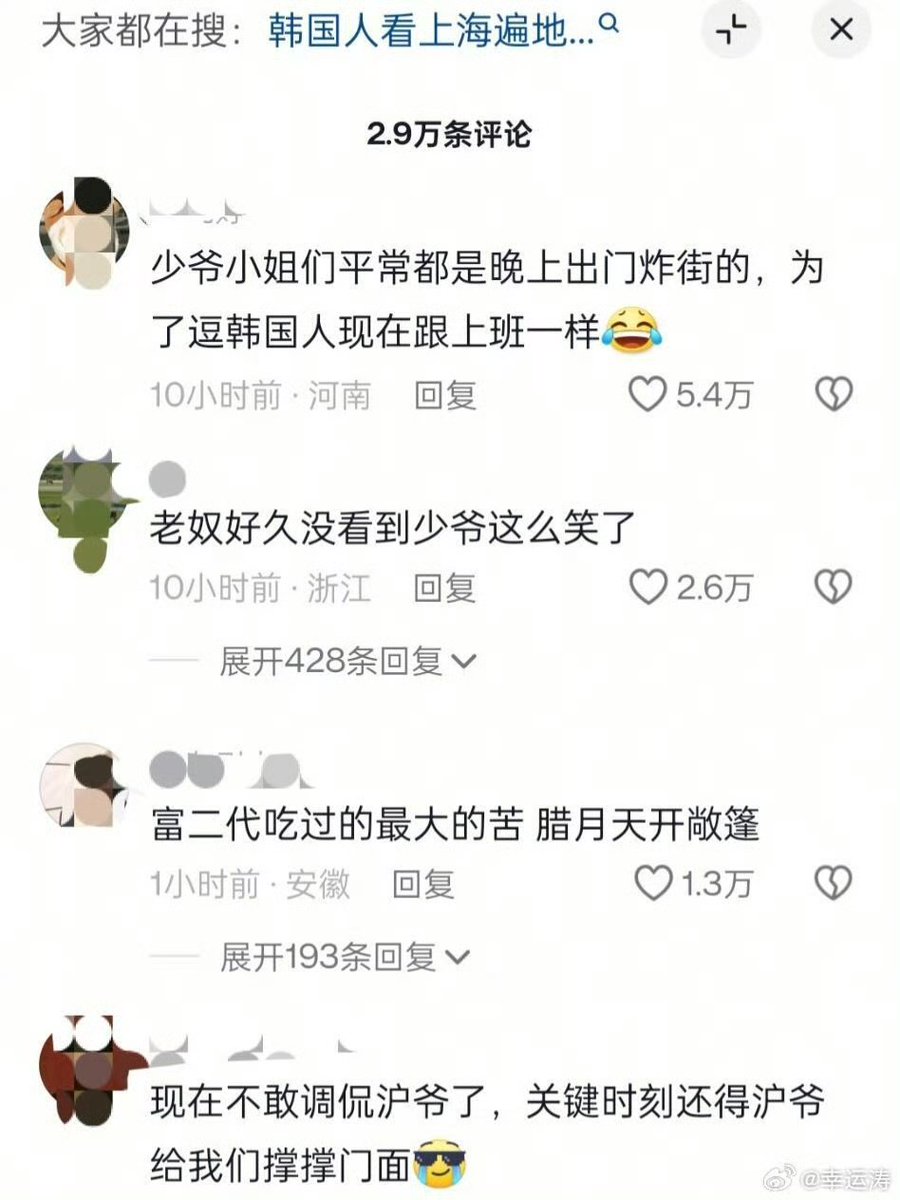 大家都在搜：韩国人看上海遍地...
2.9万条评论
少爷小姐们平常都是晚上出门炸街的，为
了逗韩国人现在跟上班一样😂
10小时前 · 河南 回复 5.4万
老奴好久没看到少爷这么笑了
10小时前 · 浙江 回复 2.6万
展开428条回复
富二代吃过的最大的苦 腊月天开敞篷
1小时前 · 安徽 回复 1.3万
展开193条回复
现在不敢调侃沪爷了，关键时刻还得沪爷
给我们撑撑门面
@幸运涛